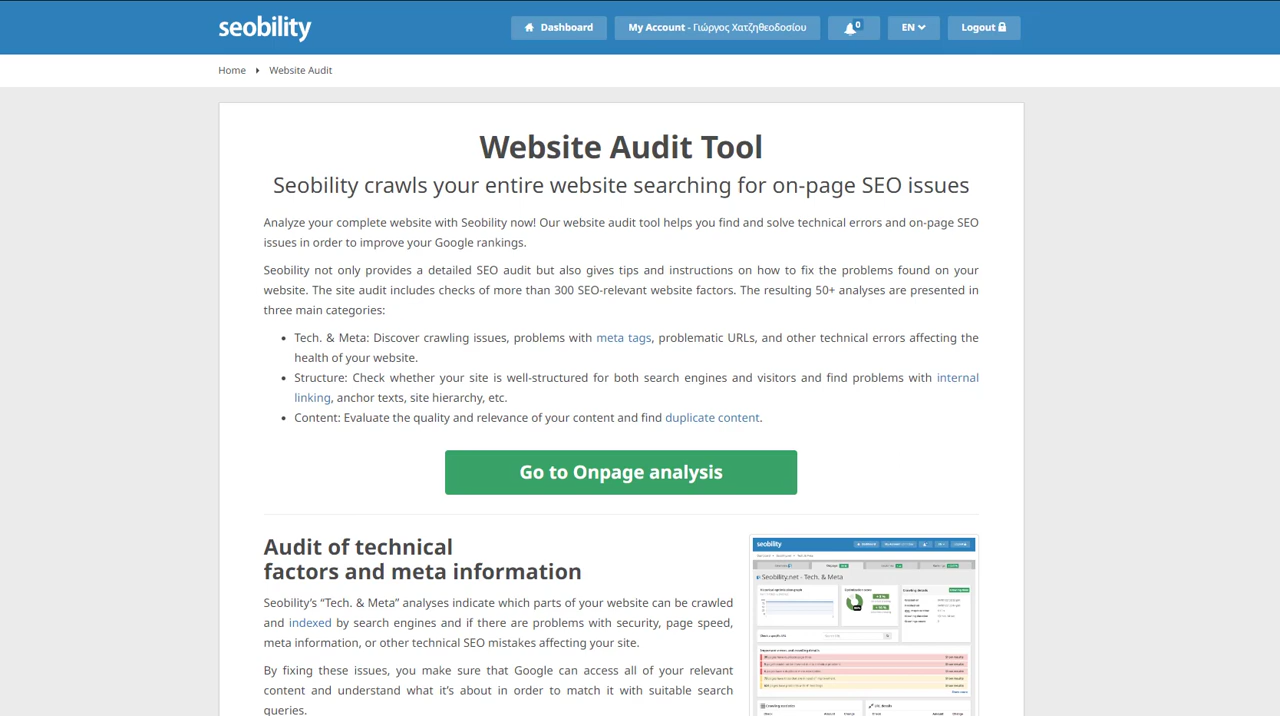 seobility
Dashboard
My Account - Γιώργος Χατζηθεοδοσίου
0
EN
Logout
Home
Website Audit
Website Audit Tool
Seobility crawls your entire website searching for on-page SEO issues
Analyze your complete website with Seobility now! Our website audit tool helps you find and solve technical errors and on-page SEO
issues in order to improve your Google rankings.
Seobility not only provides a detailed SEO audit but also gives tips and instructions on how to fix the problems found on your
website. The site audit includes checks of more than 300 SEO-relevant website factors. The resulting 50+ analyses are presented in
three main categories:
• Tech. & Meta: Discover crawling issues, problems with meta tags, problematic URLs, and other technical errors affecting the
health of your website.
• Structure: Check whether your site is well-structured for both search engines and visitors and find problems with internal
linking, anchor texts, site hierarchy, etc.
• Content: Evaluate the quality and relevance of your content and find duplicate content.
Go to Onpage analysis
Audit of technical
factors and meta information
Seobility's "Tech. & Meta" analyses indicate which parts of your website can be crawled
and indexed by search engines and if there are problems with security, page speed,
meta information, or other technical SEO mistakes affecting your site.
By fixing these issues, you make sure that Google can access all of your relevant
content and understand what it's about in order to match it with suitable search
queries.
seobility
Seobility.net - Tech. & Meta